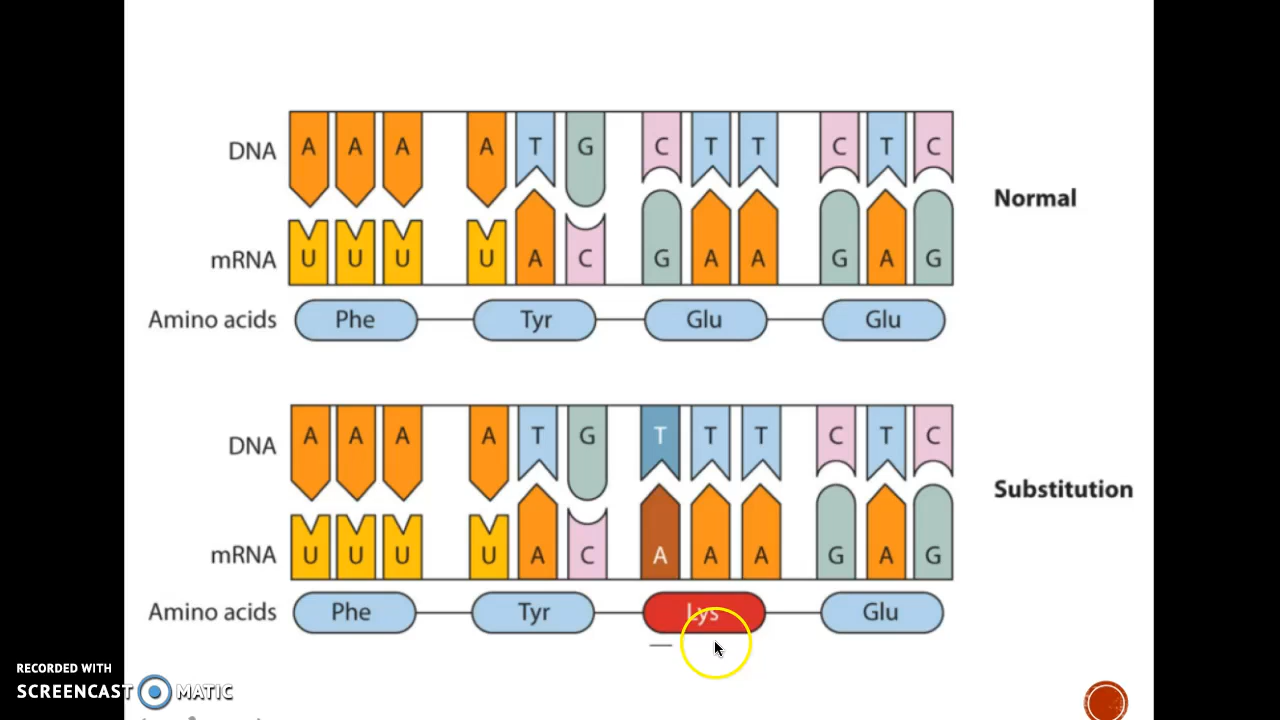 DNA A A A A T G C T T C T C
Normal
mRNA U U U U A C G A A G A G
Amino acids Phe Tyr Glu Glu
DNA A A A A T G T T T C T C
Substitution
mRNA U U U U A C A A A G A G
Amino acids Phe Tyr Lys Glu
RECORDED WITH
SCREENCAST MATIC